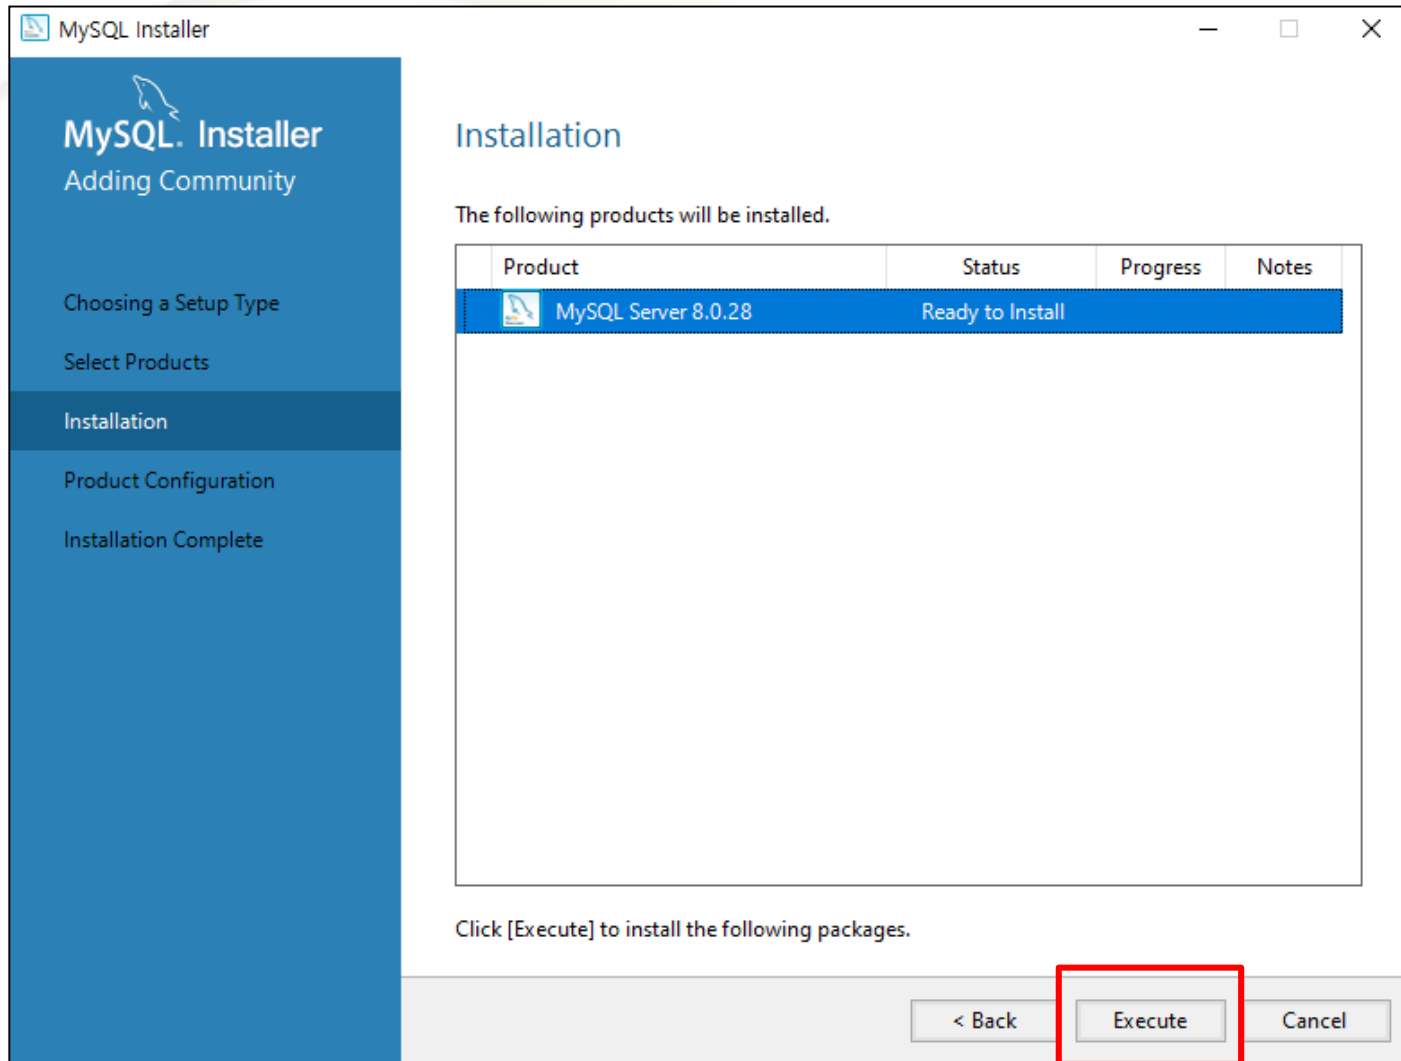 MySQL Installer
MySQL. Installer
Adding Community
Choosing a Setup Type
Select Products
Installation
Product Configuration
Installation Complete
Installation
The following products will be installed.
Product Status Progress Notes
MySQL Server 8.0.28 Ready to Install
Click [Execute] to install the following packages.
< Back Execute Cancel